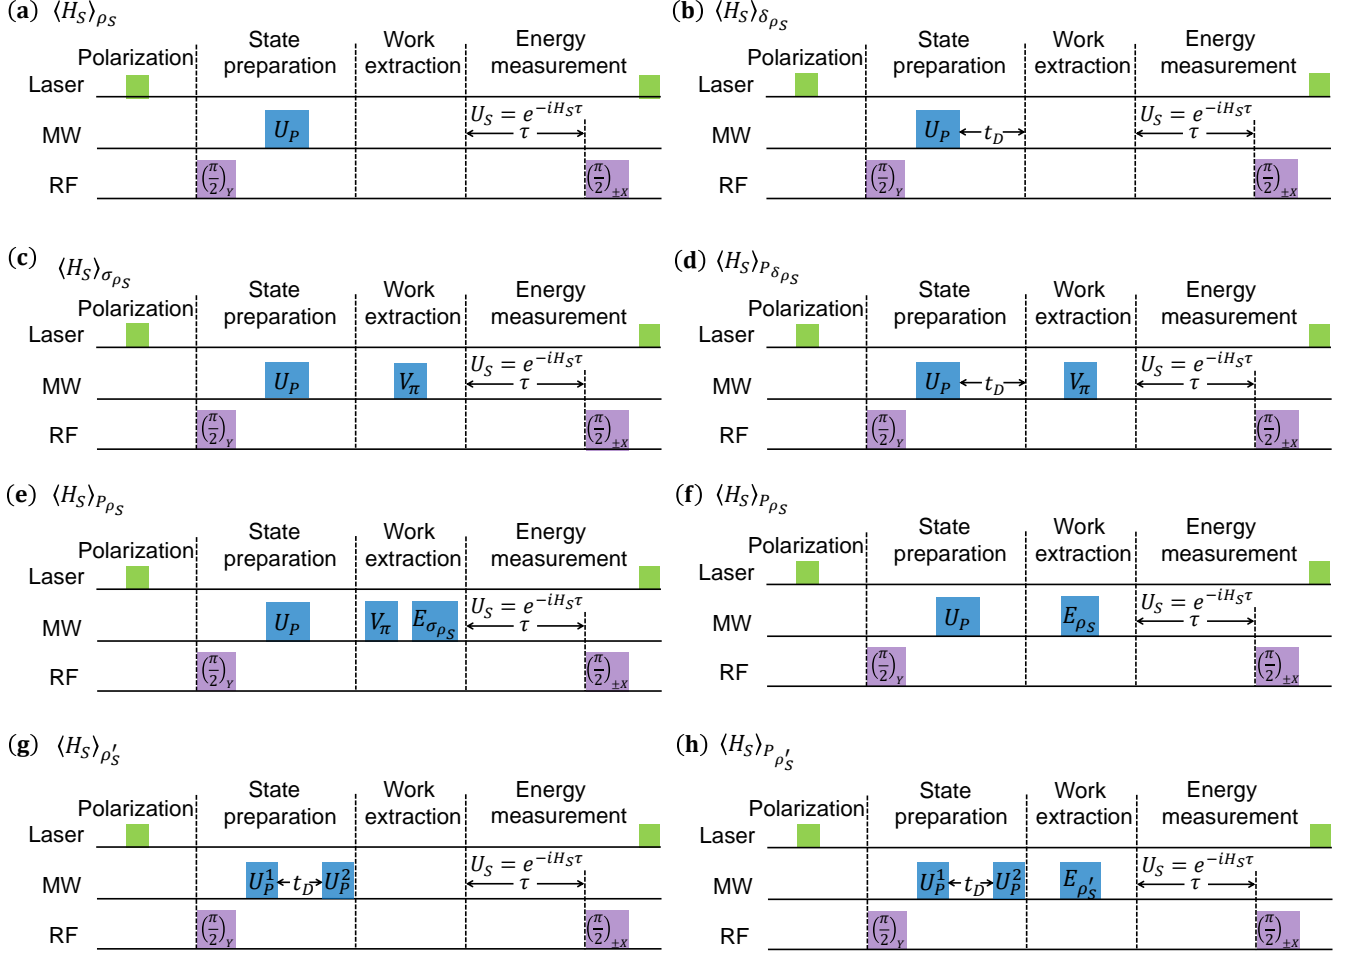 (a) ⟨H_S⟩_{ρ_S}
Polarization State preparation Work extraction Energy measurement
Laser
MW U_P U_S = e^{-iH_Sτ} τ
RF (π/2)_Y (π/2)_{±X}
(b) ⟨H_S⟩_{δ_{ρ_S}}
Polarization State preparation Work extraction Energy measurement
Laser
MW U_P t_D U_S = e^{-iH_Sτ} τ
RF (π/2)_Y (π/2)_{±X}
(c) ⟨H_S⟩_{σ_{ρ_S}}
Polarization State preparation Work extraction Energy measurement
Laser
MW U_P V_π U_S = e^{-iH_Sτ} τ
RF (π/2)_Y (π/2)_{±X}
(d) ⟨H_S⟩_{P_{δ_{ρ_S}}}
Polarization State preparation Work extraction Energy measurement
Laser
MW U_P t_D V_π U_S = e^{-iH_Sτ} τ
RF (π/2)_Y (π/2)_{±X}
(e) ⟨H_S⟩_{P_{ρ_S}}
Polarization State preparation Work extraction Energy measurement
Laser
MW U_P V_π E_{σ_{ρ_S}} U_S = e^{-iH_Sτ} τ
RF (π/2)_Y (π/2)_{±X}
(f) ⟨H_S⟩_{P_{ρ_S}}
Polarization State preparation Work extraction Energy measurement
Laser
MW U_P E_{ρ_S} U_S = e^{-iH_Sτ} τ
RF (π/2)_Y (π/2)_{±X}
(g) ⟨H_S⟩_{ρ'_S}
Polarization State preparation Work extraction Energy measurement
Laser
MW U_P^1 t_D U_P^2 U_S = e^{-iH_Sτ} τ
RF (π/2)_Y (π/2)_{±X}
(h) ⟨H_S⟩_{P_{ρ'_S}}
Polarization State preparation Work extraction Energy measurement
Laser
MW U_P^1 t_D U_P^2 E_{ρ'_S} U_S = e^{-iH_Sτ} τ
RF (π/2)_Y (π/2)_{±X}